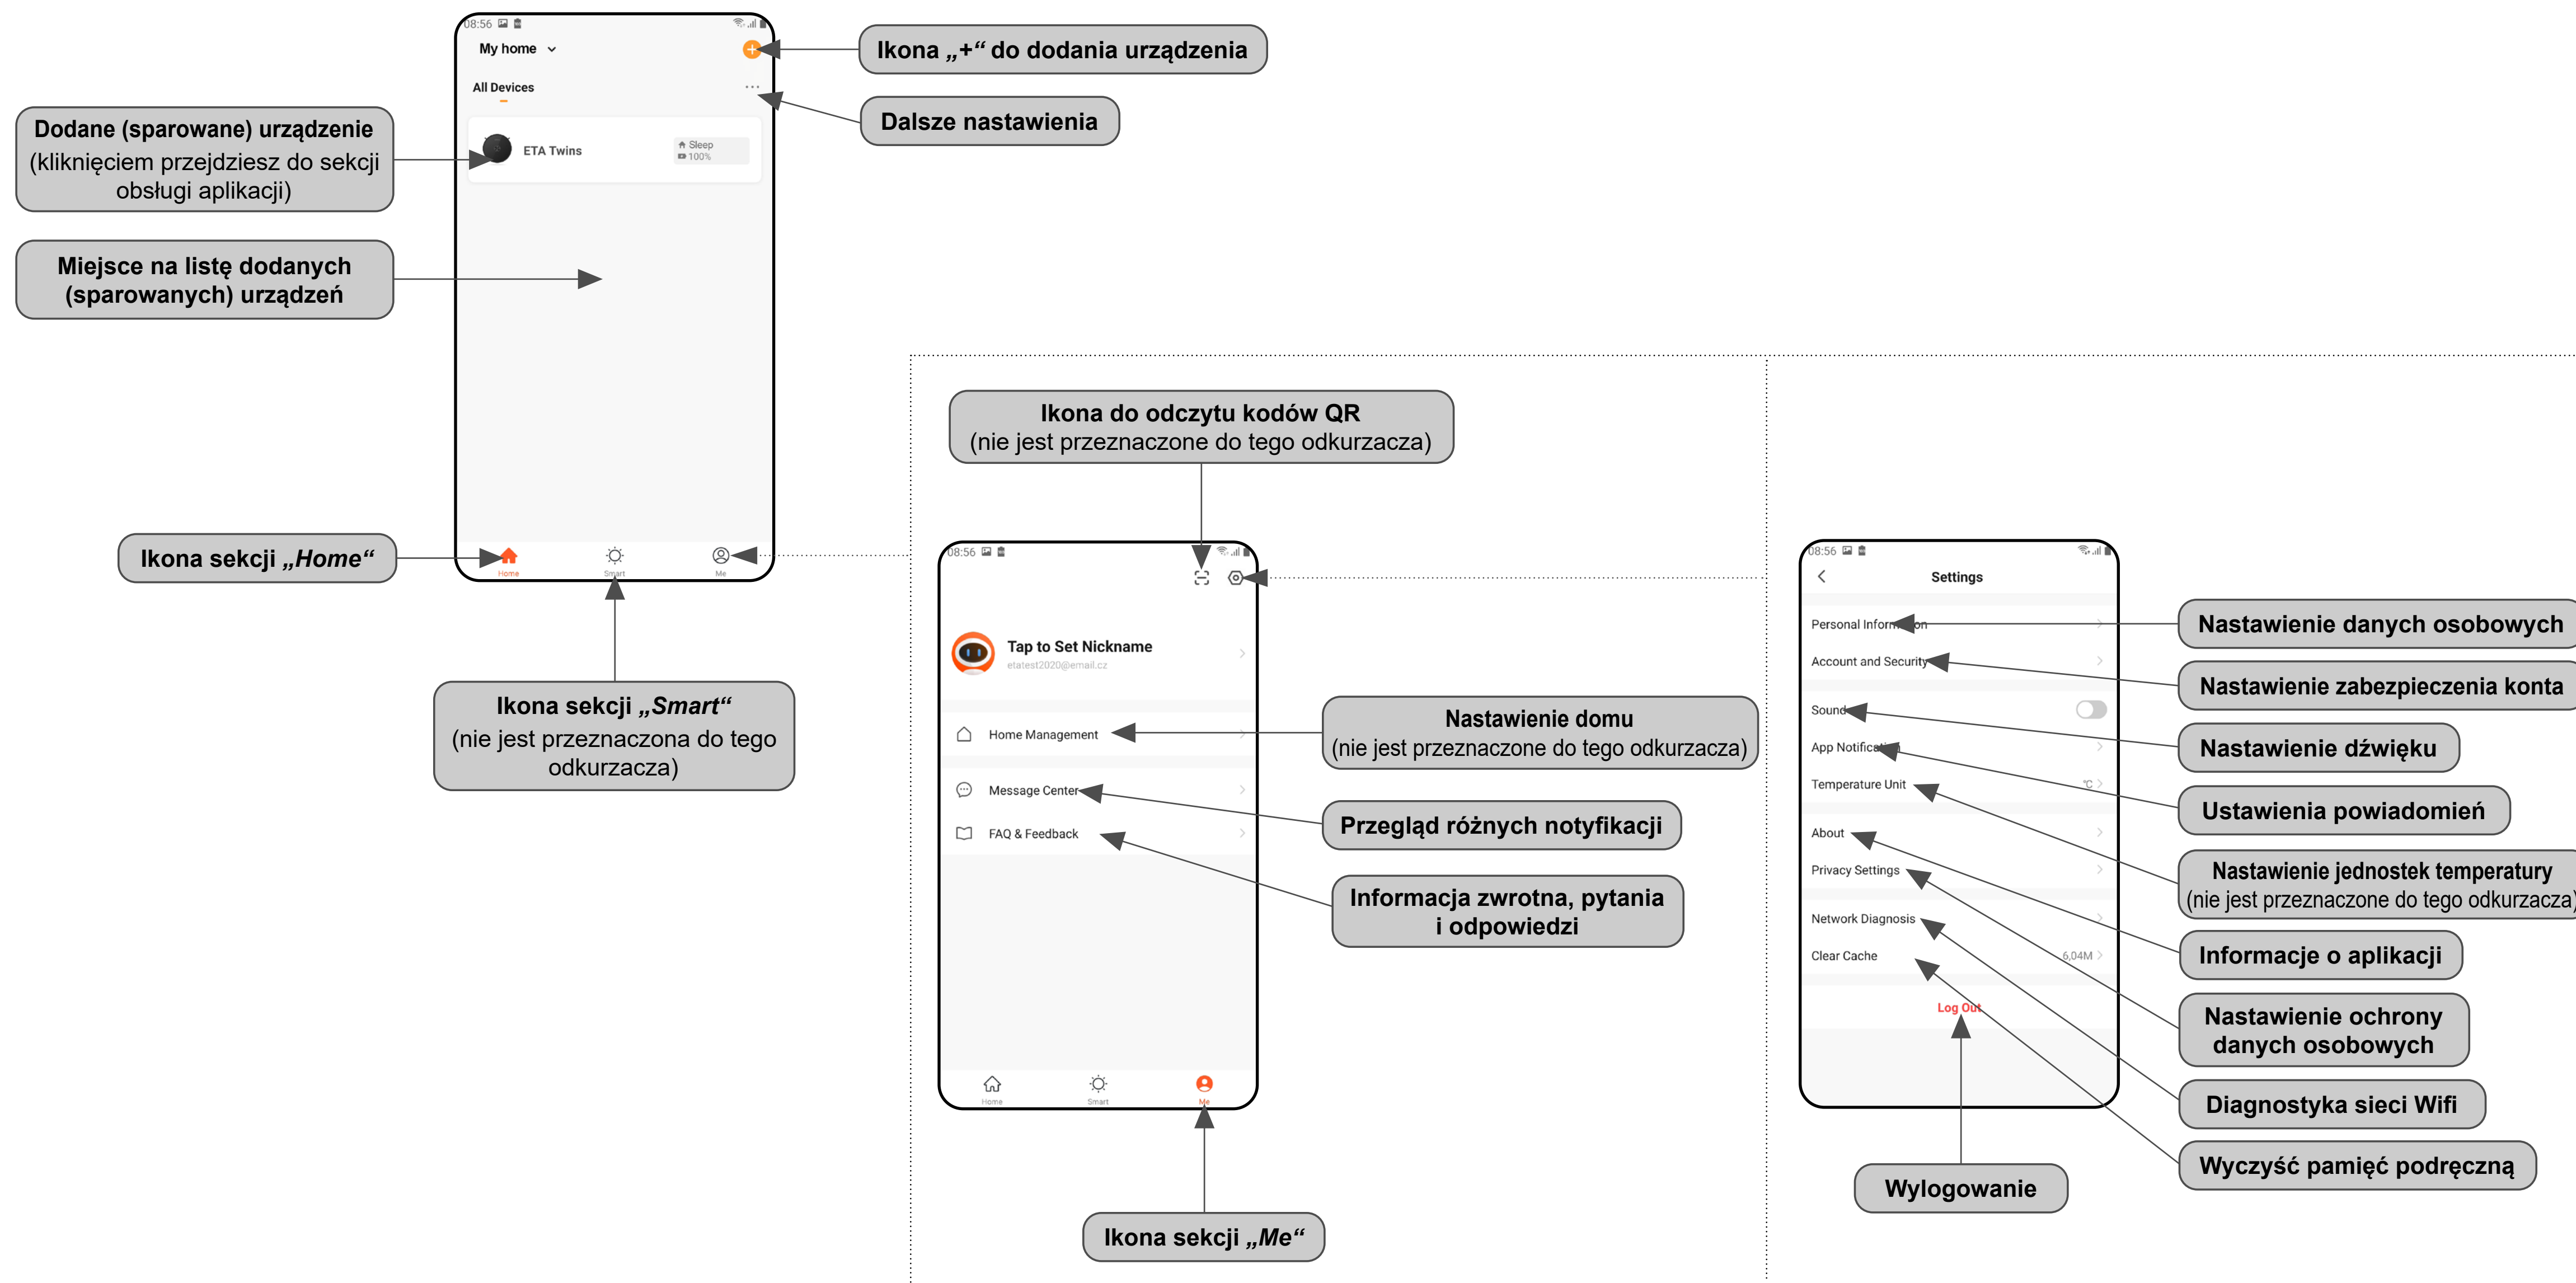 08:56
My home
All Devices
ETA Twins
Sleep
100%
Home
Smart
Me
Ikona „+“ do dodania urządzenia
Dalsze nastawienia
Dodane (sparowane) urządzenie
(kliknięciem przejdziesz do sekcji
obsługi aplikacji)
Miejsce na listę dodanych
(sparowanych) urządzeń
Ikona sekcji „Home“
Ikona sekcji „Smart“
(nie jest przeznaczona do tego
odkurzacza)
Ikona do odczytu kodów QR
(nie jest przeznaczone do tego odkurzacza)
08:56
Tap to Set Nickname
etatest2020@email.cz
Home Management
Message Center
FAQ & Feedback
Home
Smart
Me
Nastawienie domu
(nie jest przeznaczone do tego odkurzacza)
Przegląd różnych notyfikacji
Informacja zwrotna, pytania
i odpowiedzi
Ikona sekcji „Me“
08:56
Settings
Personal Information
Account and Security
Sound
App Notification
Temperature Unit
°C
About
Privacy Settings
Network Diagnosis
Clear Cache
6,04M
Log Out
Nastawienie danych osobowych
Nastawienie zabezpieczenia konta
Nastawienie dźwięku
Ustawienia powiadomień
Nastawienie jednostek temperatury
(nie jest przeznaczone do tego odkurzacza)
Informacje o aplikacji
Nastawienie ochrony
danych osobowych
Diagnostyka sieci Wifi
Wyczyść pamięć podręczną
Wylogowanie